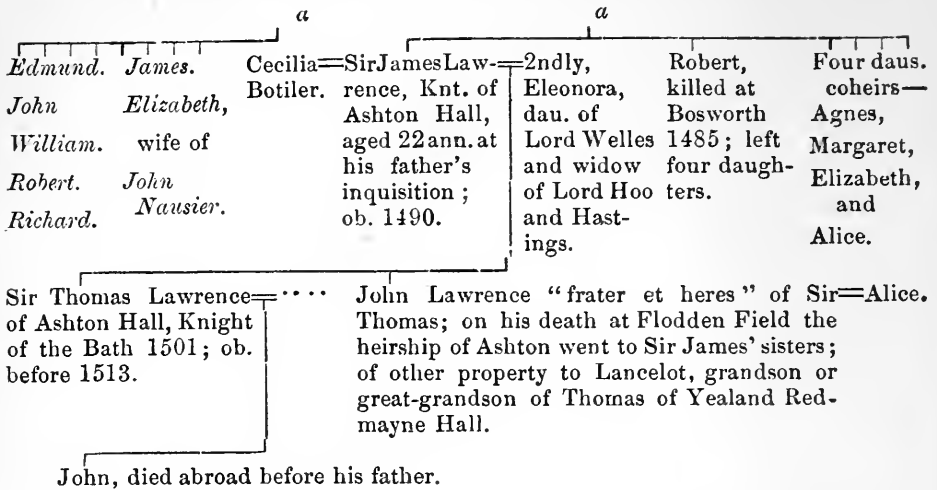 a
a
Edmund.
John
William.
Robert.
Richard.
James.
Elizabeth,
wife of
John
Nausier.
Cecilia=
Botiler.
Sir James Law-
rence, Knt. of
Ashton Hall,
aged 22 ann. at
his father's
inquisition;
ob. 1490.
=2ndly,
Eleonora,
dau. of
Lord Welles
and widow
of Lord Hoo
and Hast-
ings.
Robert,
killed at
Bosworth
1485; left
four daugh-
ters.
Four daus.
coheirs—
Agnes,
Margaret,
Elizabeth,
and
Alice.
Sir Thomas Lawrence=····
of Ashton Hall, Knight
of the Bath 1501; ob.
before 1513.
John Lawrence "frater et heres" of Sir=Alice.
Thomas; on his death at Flodden Field the
heirship of Ashton went to Sir James' sisters;
of other property to Lancelot, grandson or
great-grandson of Thomas of Yealand Red-
mayne Hall.
John, died abroad before his father.